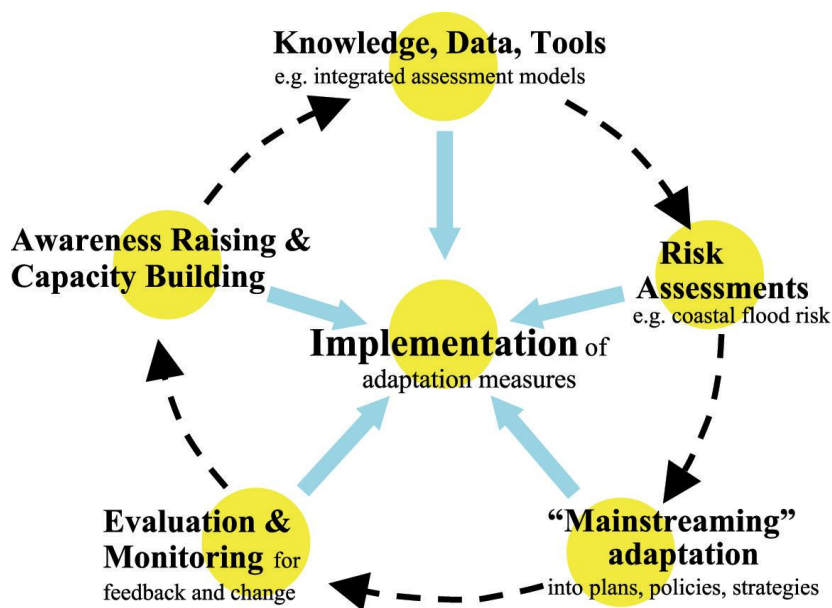 Knowledge, Data, Tools
e.g. integrated assessment models
Awareness Raising &
Capacity Building
Risk
Assessments
e.g. coastal flood risk
Implementation of
adaptation measures
Evaluation &
Monitoring for
feedback and change
“Mainstreaming”
adaptation
into plans, policies, strategies